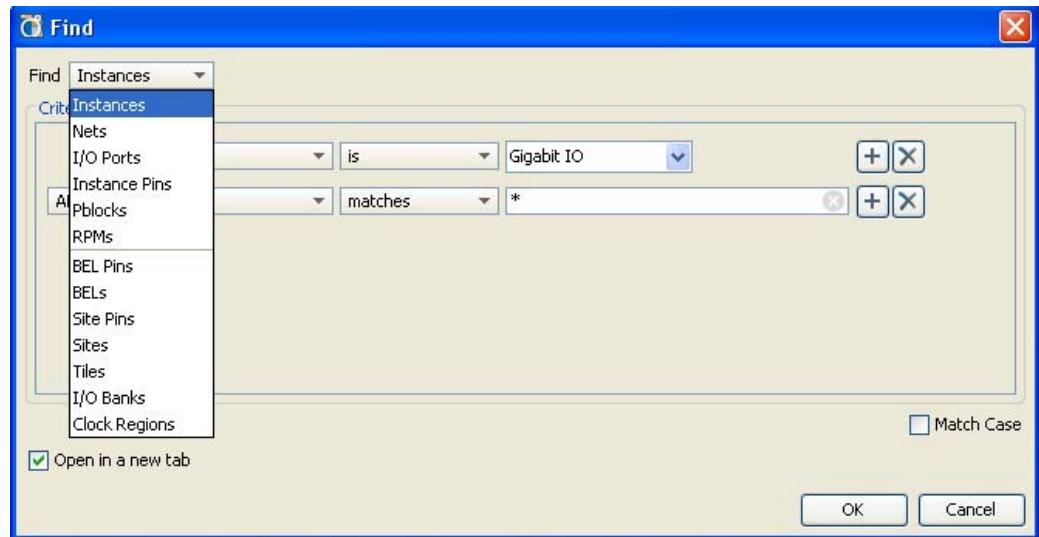 Find
Find Instances
Instances
Nets
I/O Ports
Instance Pins
Pblocks
RPMs
BEL Pins
BELs
Site Pins
Sites
Tiles
I/O Banks
Clock Regions
is Gigabit IO
matches *
Match Case
Open in a new tab
OK Cancel